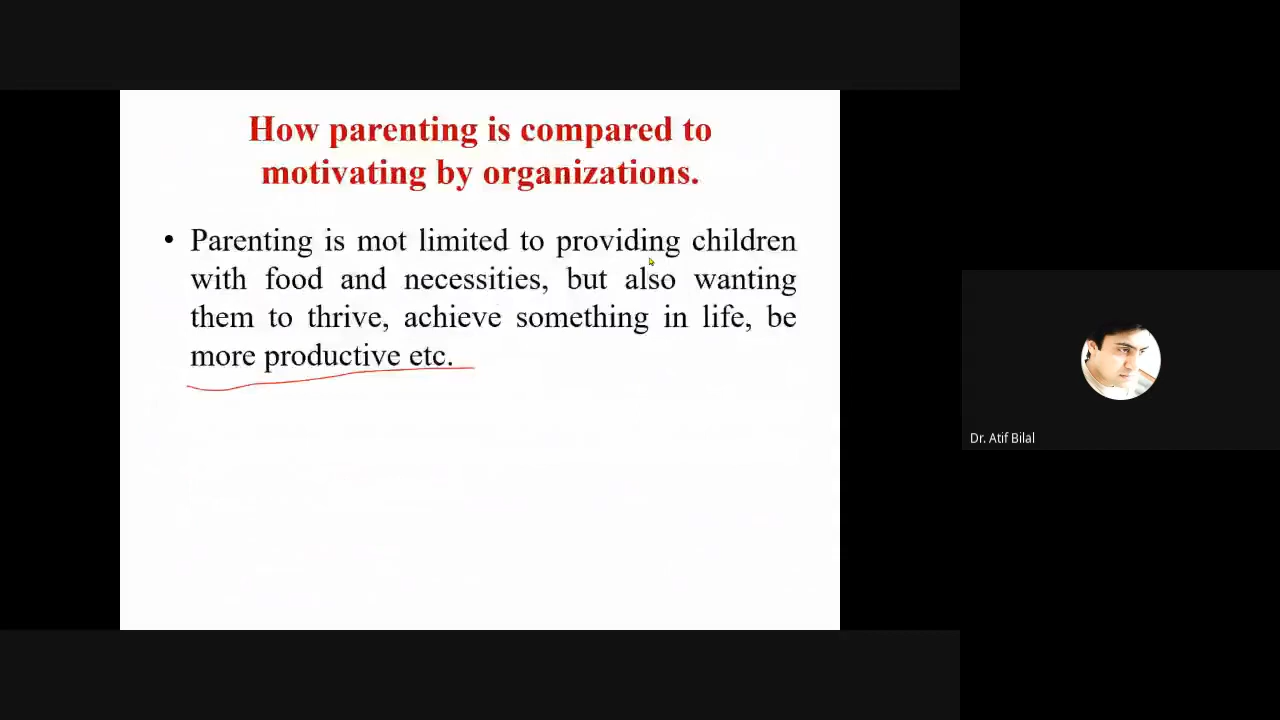 How parenting is compared to
motivating by organizations.
• Parenting is mot limited to providing children
with food and necessities, but also wanting
them to thrive, achieve something in life, be
more productive etc.
Dr. Atif Bilal